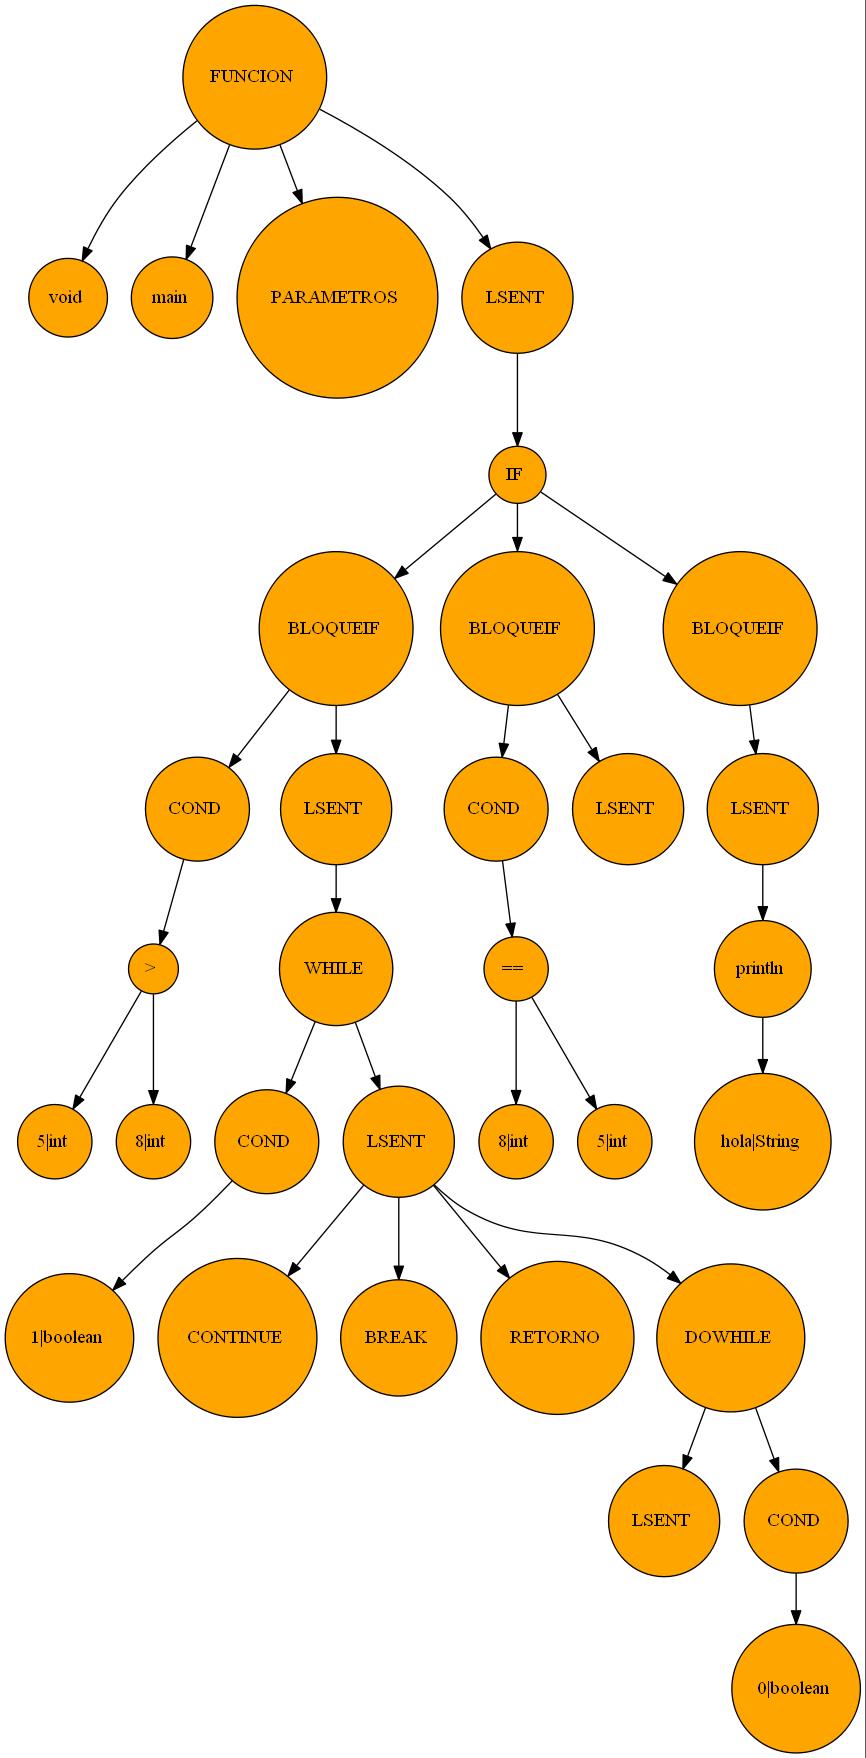 FUNCION
void
main
PARAMETROS
LSENT
IF
BLOQUEIF
BLOQUEIF
BLOQUEIF
COND
LSENT
COND
LSENT
LSENT
>
WHILE
==
println
5|int
8|int
COND
LSENT
8|int
5|int
hola|String
1|boolean
CONTINUE
BREAK
RETORNO
DOWHILE
LSENT
COND
0|boolean